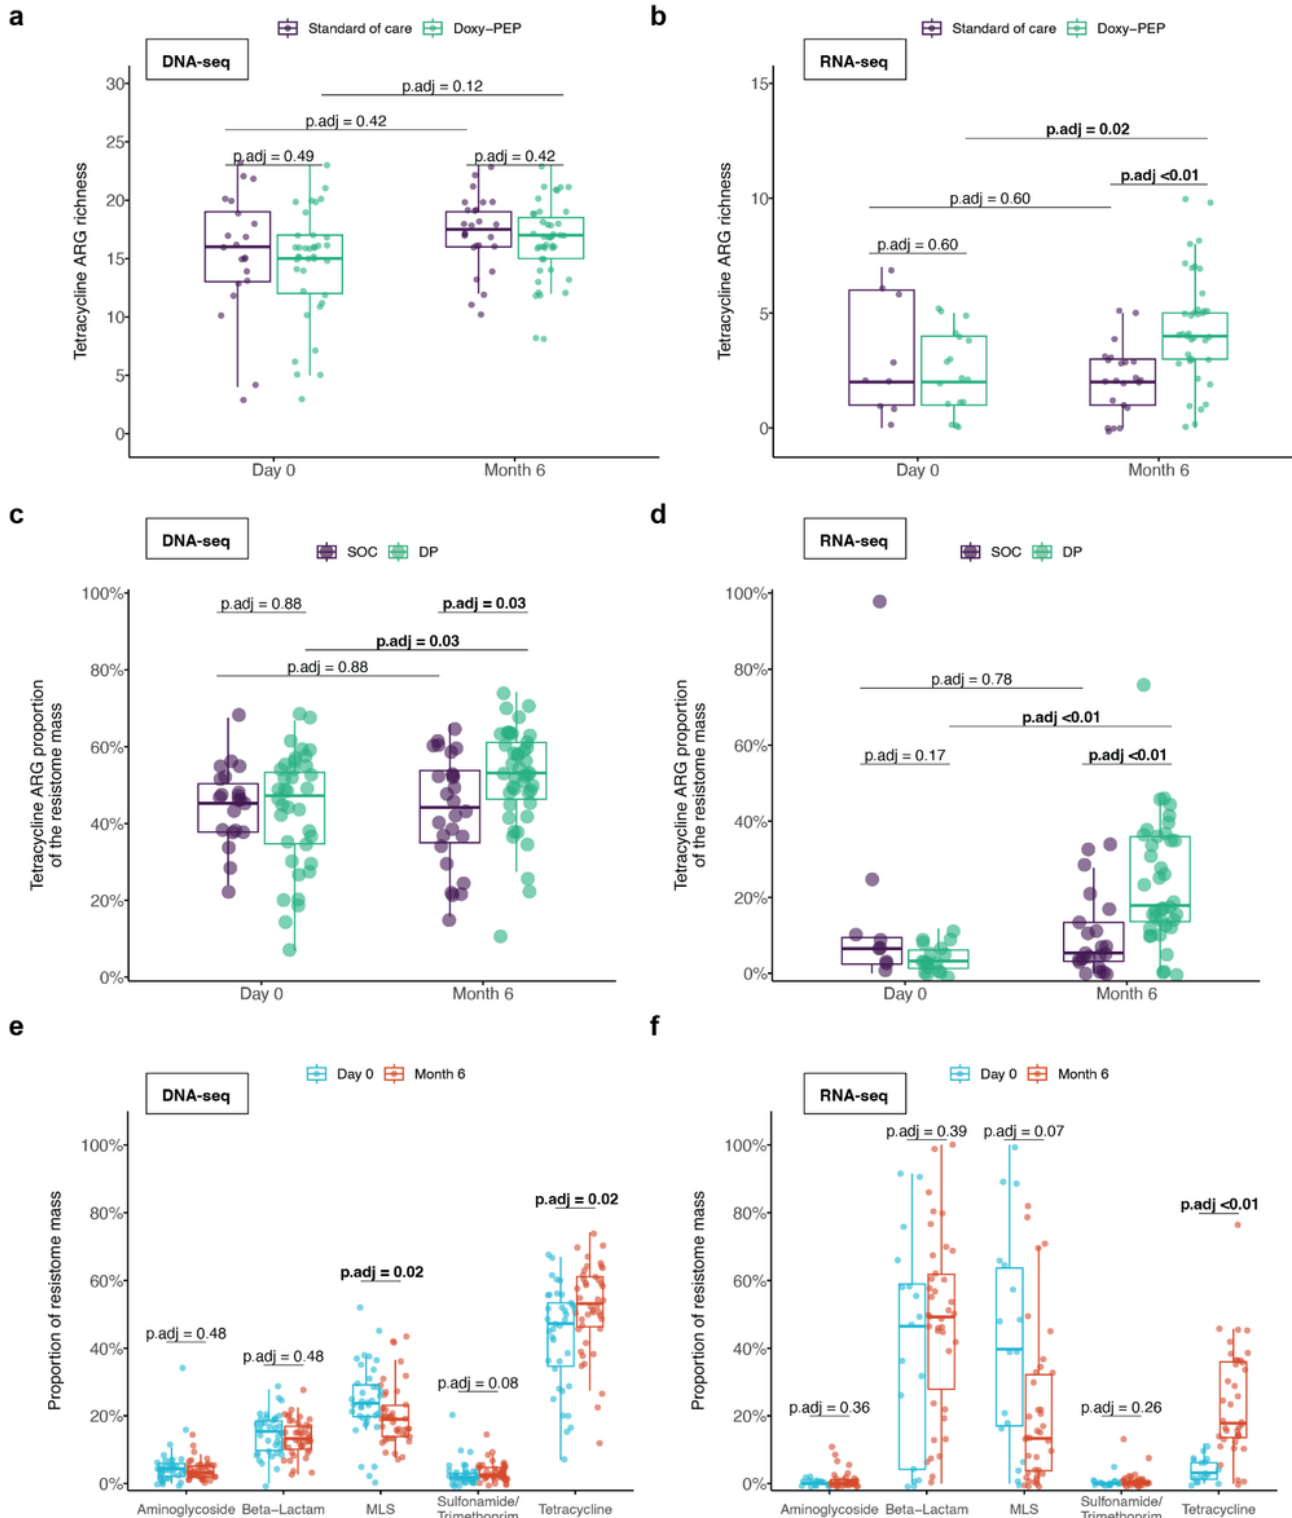 a
Standard of care Doxy-PEP
DNA-seq
Tetracycline ARG richness
30
25
20
15
10
5
0
p.adj = 0.12
p.adj = 0.42
p.adj = 0.49
p.adj = 0.42
Day 0 Month 6
b
Standard of care Doxy-PEP
RNA-seq
Tetracycline ARG richness
15
10
5
0
p.adj = 0.02
p.adj <0.01
p.adj = 0.60
p.adj = 0.60
Day 0 Month 6
c
DNA-seq
SOC DP
Tetracycline ARG proportion
of the resistome mass
100%
80%
60%
40%
20%
0%
p.adj = 0.88
p.adj = 0.03
p.adj = 0.03
p.adj = 0.88
Day 0 Month 6
d
RNA-seq
SOC DP
Tetracycline ARG proportion
of the resistome mass
100%
80%
60%
40%
20%
0%
p.adj = 0.78
p.adj <0.01
p.adj = 0.17
p.adj <0.01
Day 0 Month 6
e
Day 0 Month 6
DNA-seq
Proportion of resistome mass
100%
80%
60%
40%
20%
0%
p.adj = 0.48
p.adj = 0.48
p.adj = 0.02
p.adj = 0.08
p.adj = 0.02
Aminoglycoside Beta-Lactam MLS Sulfonamide/ Tetracycline
Trimethoprim
f
Day 0 Month 6
RNA-seq
Proportion of resistome mass
100%
80%
60%
40%
20%
0%
p.adj = 0.36
p.adj = 0.39
p.adj = 0.07
p.adj = 0.26
p.adj <0.01
Aminoglycoside Beta-Lactam MLS Sulfonamide/ Tetracycline
Trimethoprim